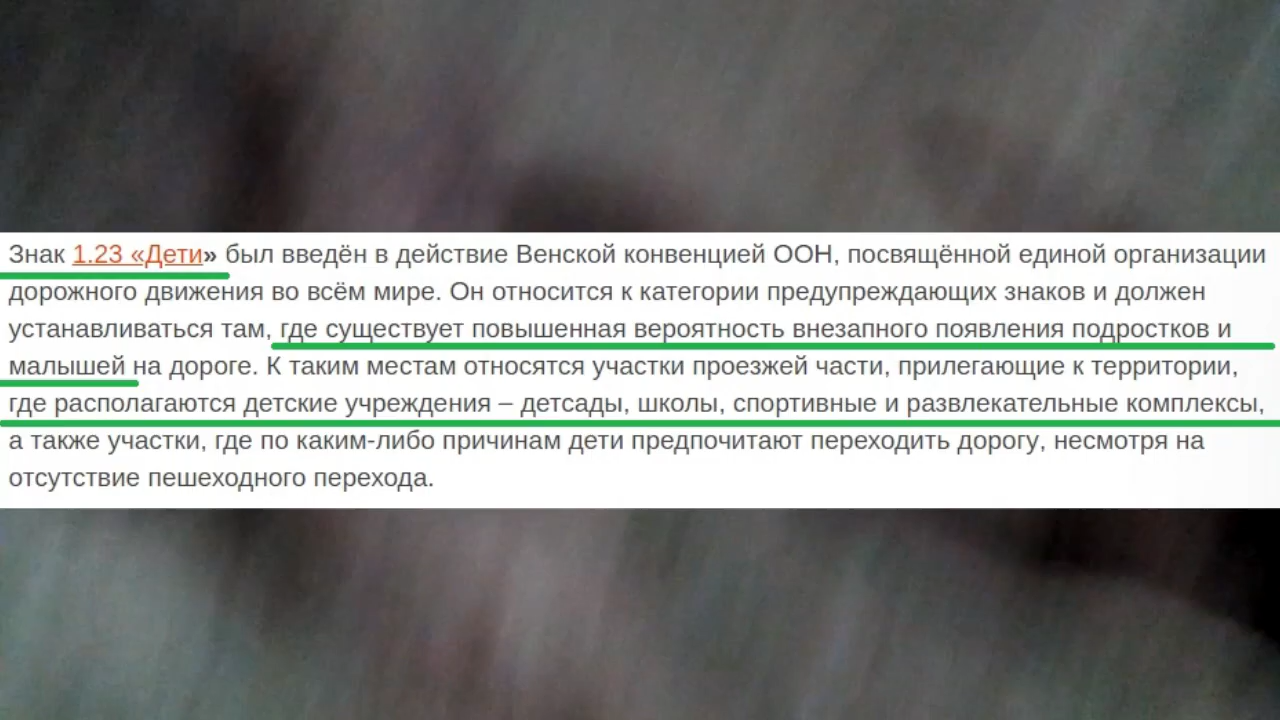 Знак 1.23 «Дети» был введён в действие Венской конвенцией ООН, посвящённой единой организации
дорожного движения во всём мире. Он относится к категории предупреждающих знаков и должен
устанавливаться там, где существует повышенная вероятность внезапного появления подростков и
малышей на дороге. К таким местам относятся участки проезжей части, прилегающие к территории,
где располагаются детские учреждения – детсады, школы, спортивные и развлекательные комплексы,
а также участки, где по каким-либо причинам дети предпочитают переходить дорогу, несмотря на
отсутствие пешеходного перехода.